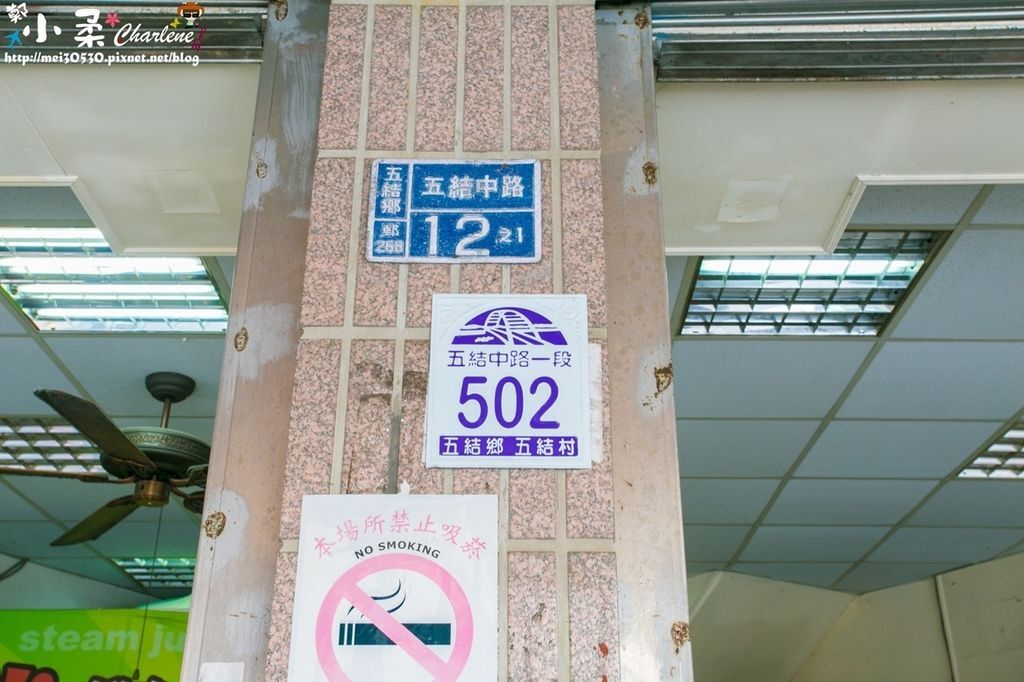 鄭小柔 Charlene
http://mei30530.pixnet.net/blog
五結鄉
郵268
五結中路
12 21
五結中路一段
502
五結鄉 五結村
本場所禁止吸菸
NO SMOKING
steam ju